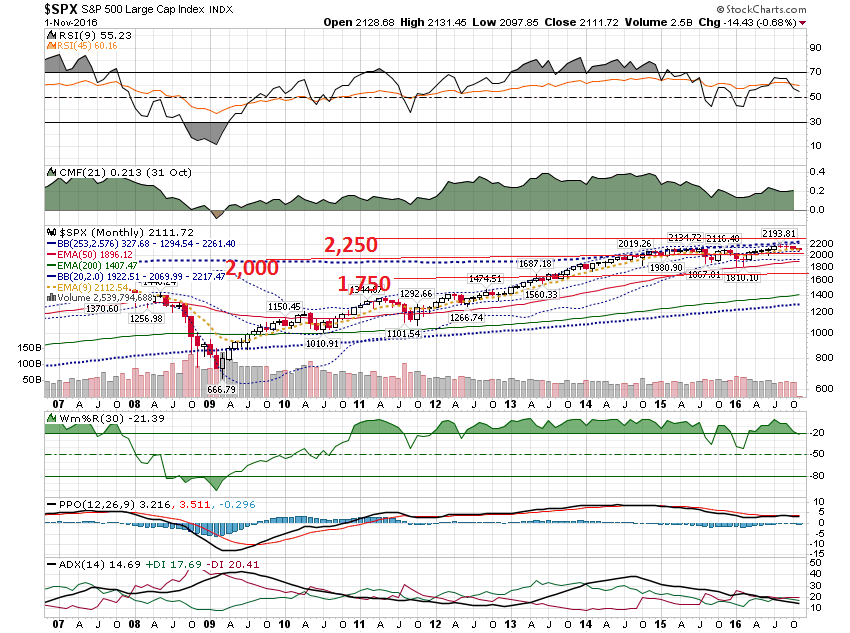 $SPX S&P 500 Large Cap Index INDX © StockCharts.com
1-Nov-2016 Open 2128.68 High 2131.45 Low 2097.85 Close 2111.72 Volume 2.5B Chg -14.43 (-0.68%)
RSI(9) 55.23
RSI(45) 60.16
90
70
50
30
10
CMF(21) 0.213 (31 Oct)
0.4
0.2
0.0
$SPX (Monthly) 2111.72
BB(253,2.576) 327.68 - 1294.54 - 2261.40
EMA(50) 1896.12
EMA(200) 1407.47
BB(20,2.0) 1922.51 - 2069.99 - 2217.47
EMA(9) 2112.54
Volume 2,539,794,688
2,250
2,000
1,750
2193.81
2134.72
2116.48
2019.26
1980.90
1867.01
1810.10
1687.18
1560.33
1474.51
1292.66
1266.74
1150.45
1101.54
1010.91
1370.60
1256.98
666.79
2200
2000
1800
1600
1400
1200
1000
800
600
150B
100B
50B
07 A J O 08 A J O 09 A J O 10 A J O 11 A J O 12 A J O 13 A J O 14 A J O 15 A J O 16 A J O
Wm%R(30) -21.39
-20
-50
-80
PPO(12,26,9) 3.216, 3.511, -0.296
10
5
0
-5
-10
-15
ADX(14) 14.69 +DI 17.69 -DI 20.41
50
40
30
20
10
07 A J O 08 A J O 09 A J O 10 A J O 11 A J O 12 A J O 13 A J O 14 A J O 15 A J O 16 A J O